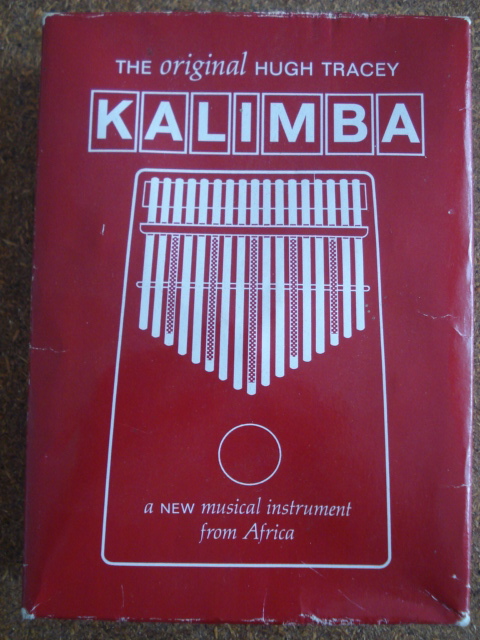 THE original HUGH TRACEY
KALIMBA
a NEW musical instrument
from Africa